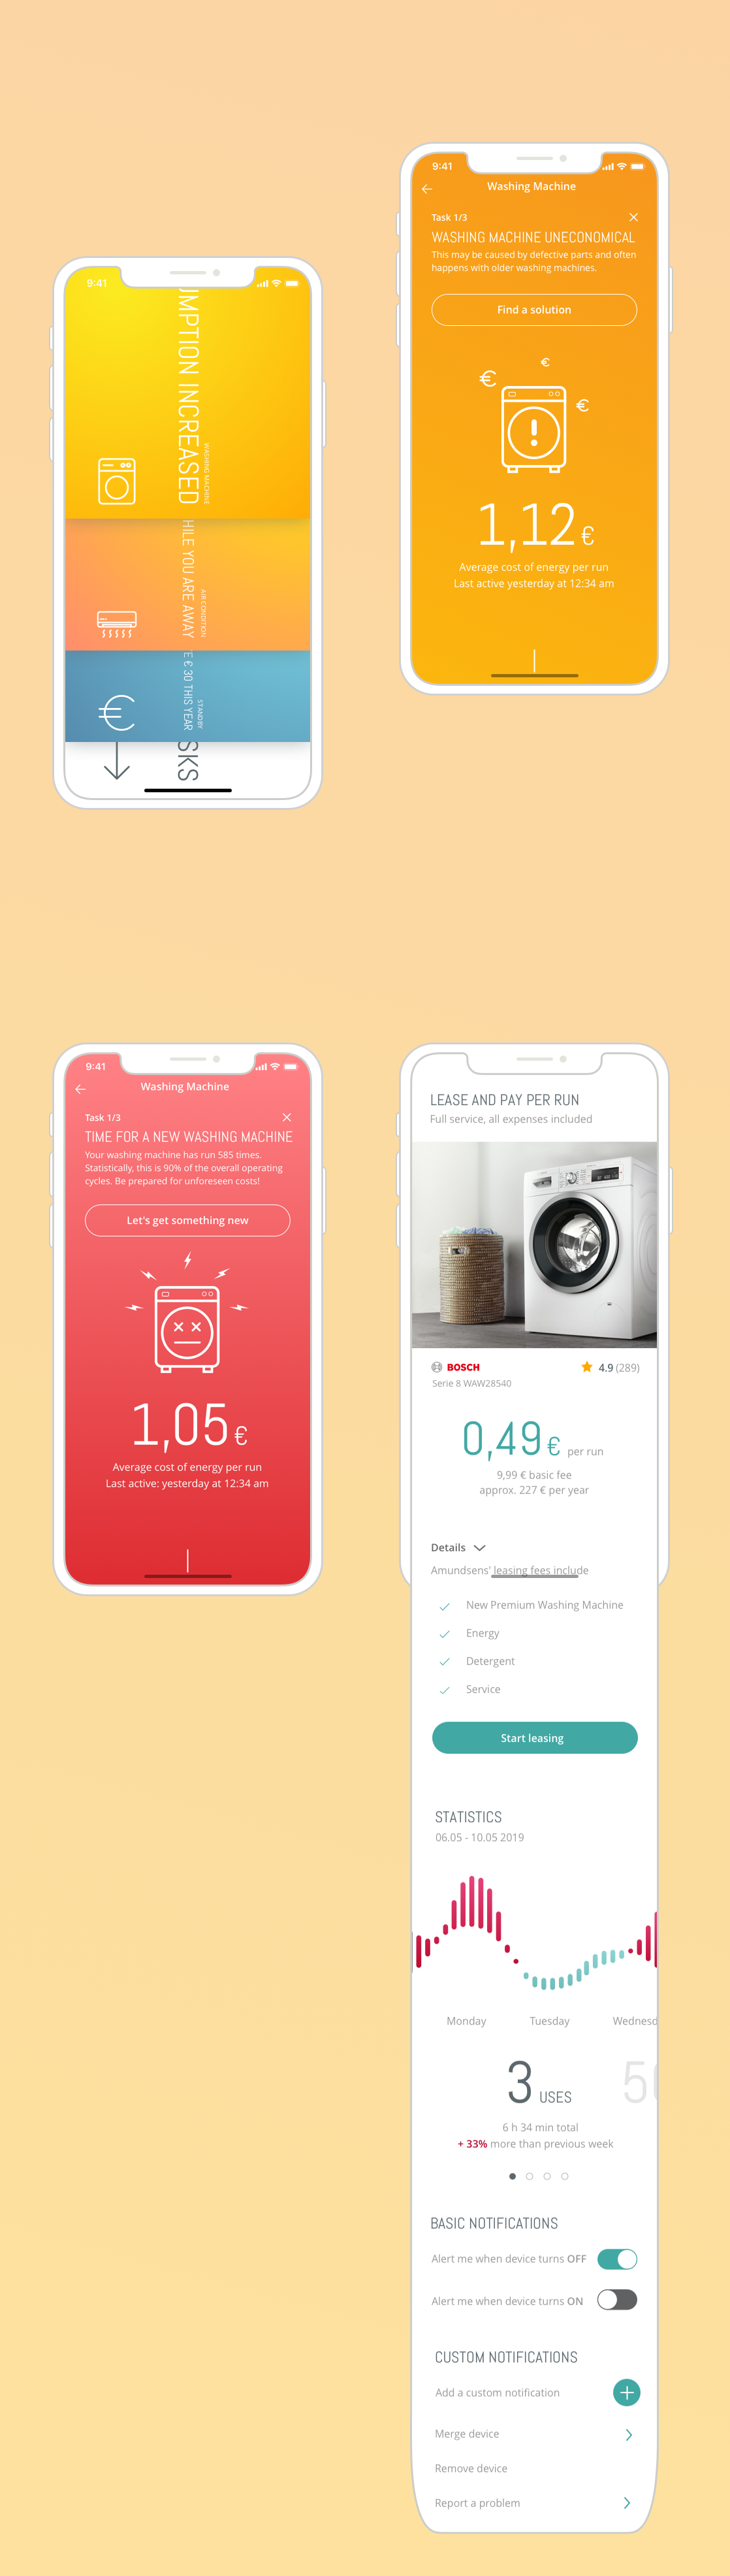 9:41
UMPTION INCREASED
WASHING MACHINE
HILE YOU ARE AWAY
AIR CONDITION
E € 30 THIS YEAR
STANDBY
SKS
9:41
Washing Machine
Task 1/3
WASHING MACHINE UNECONOMICAL
This may be caused by defective parts and often
happens with older washing machines.
Find a solution
€
€
€
1,12 €
Average cost of energy per run
Last active yesterday at 12:34 am
9:41
Washing Machine
Task 1/3
TIME FOR A NEW WASHING MACHINE
Your washing machine has run 585 times.
Statistically, this is 90% of the overall operating
cycles. Be prepared for unforeseen costs!
Let's get something new
1,05 €
Average cost of energy per run
Last active: yesterday at 12:34 am
LEASE AND PAY PER RUN
Full service, all expenses included
BOSCH
4.9 (289)
Serie 8 WAW28540
0,49 € per run
9,99 € basic fee
approx. 227 € per year
Details
Amundsens' leasing fees include
New Premium Washing Machine
Energy
Detergent
Service
Start leasing
STATISTICS
06.05 - 10.05 2019
Monday Tuesday Wednesd
3 USES 50
6 h 34 min total
+ 33% more than previous week
BASIC NOTIFICATIONS
Alert me when device turns OFF
Alert me when device turns ON
CUSTOM NOTIFICATIONS
Add a custom notification
Merge device
Remove device
Report a problem